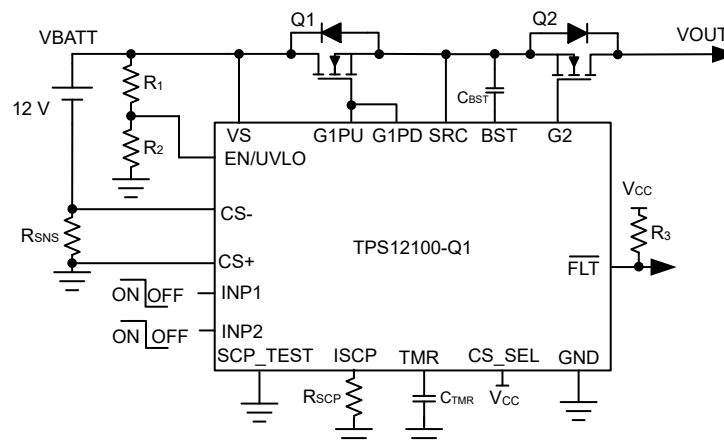 Q1
Q2
VBATT
VOUT
R1
CBST
12 V
VS
G1PU
G1PD
SRC
BST
G2
R2
EN/UVLO
VCC
CS-
R3
RSNS
TPS12100-Q1
CS+
FLT
ON OFF
INP1
ON OFF
INP2
SCP_TEST
ISCP
TMR
CS_SEL
GND
RSCP
CTMR
VCC